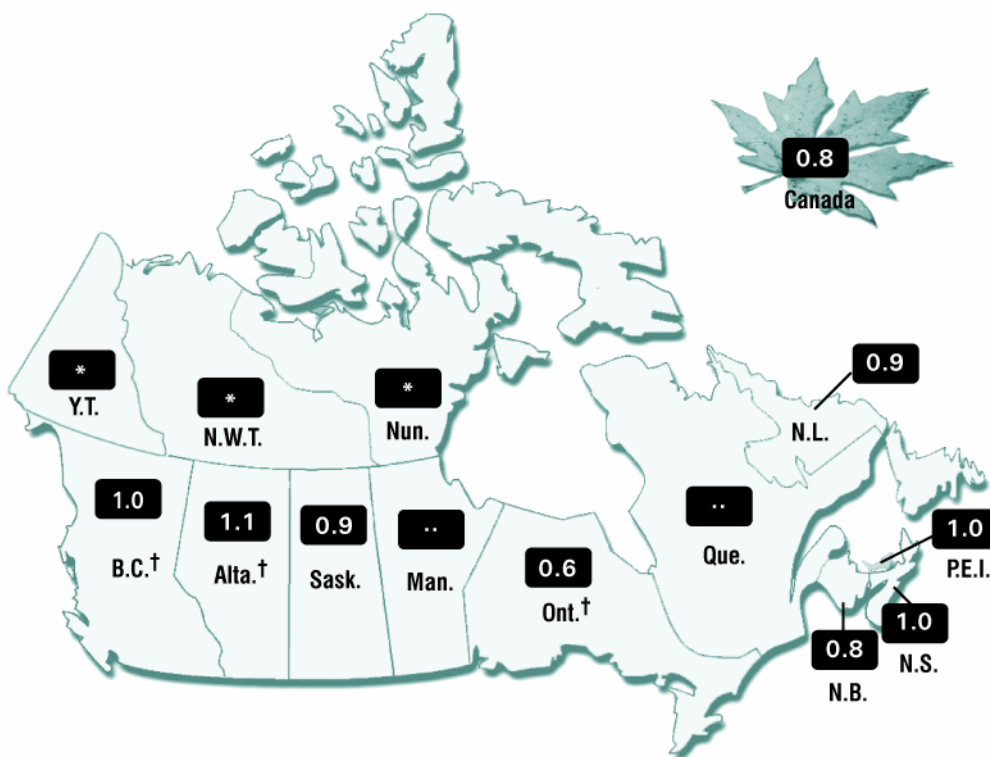 0.8
Canada
*
Y.T.
*
N.W.T.
*
Nun.
0.9
N.L.
1.0
B.C.†
1.1
Alta.†
0.9
Sask.
..
Man.
0.6
Ont.†
..
Que.
1.0
P.E.I.
1.0
N.S.
0.8
N.B.